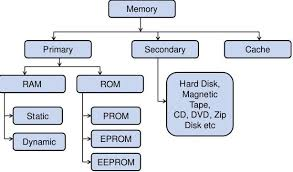 Memory
Primary
Secondary
Cache
RAM
ROM
Hard Disk,
Magnetic
Tape,
CD, DVD, Zip
Disk etc
Static
PROM
Dynamic
EPROM
EEPROM